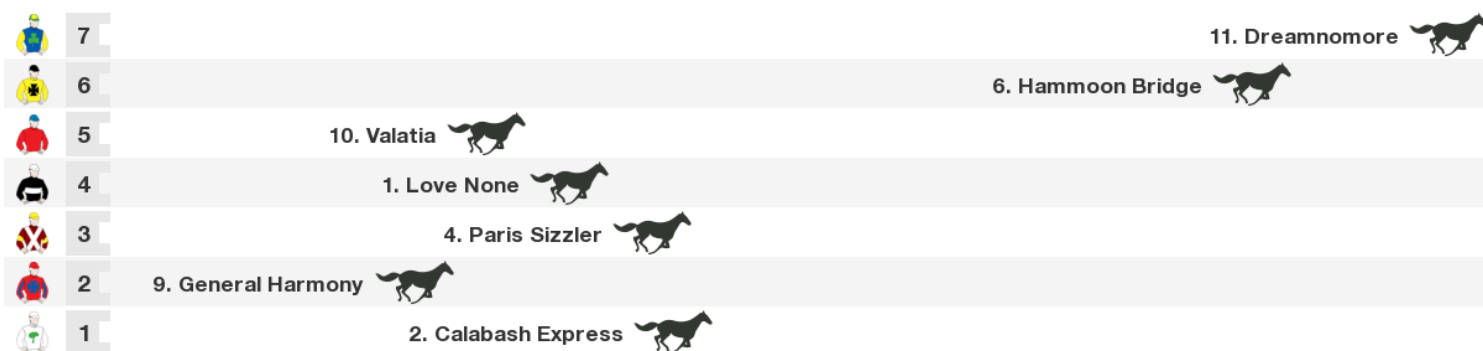 7 11. Dreamnomore
6 6. Hammoon Bridge
5 10. Valatia
4 1. Love None
3 4. Paris Sizzler
2 9. General Harmony
1 2. Calabash Express